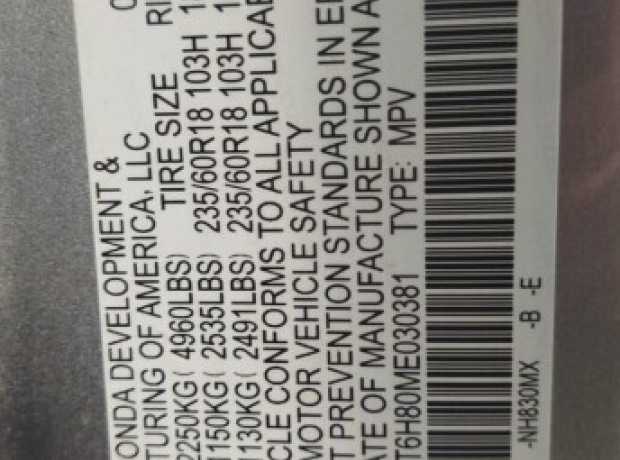 ONDA DEVELOPMENT &
TURING OF AMERICA, LLC
TIRE SIZE RI
2250KG( 4960LBS) 235/60R18 103H
1150KG( 2535LBS) 235/60R18 103H
1130KG( 2491LBS)
CLE CONFORMS TO ALL APPLICAB
MOTOR VEHICLE SAFETY
T PREVENTION STANDARDS IN E
ATE OF MANUFACTURE SHOWN A
T6H80ME030381 TYPE: MPV
-NH830MX -B -E